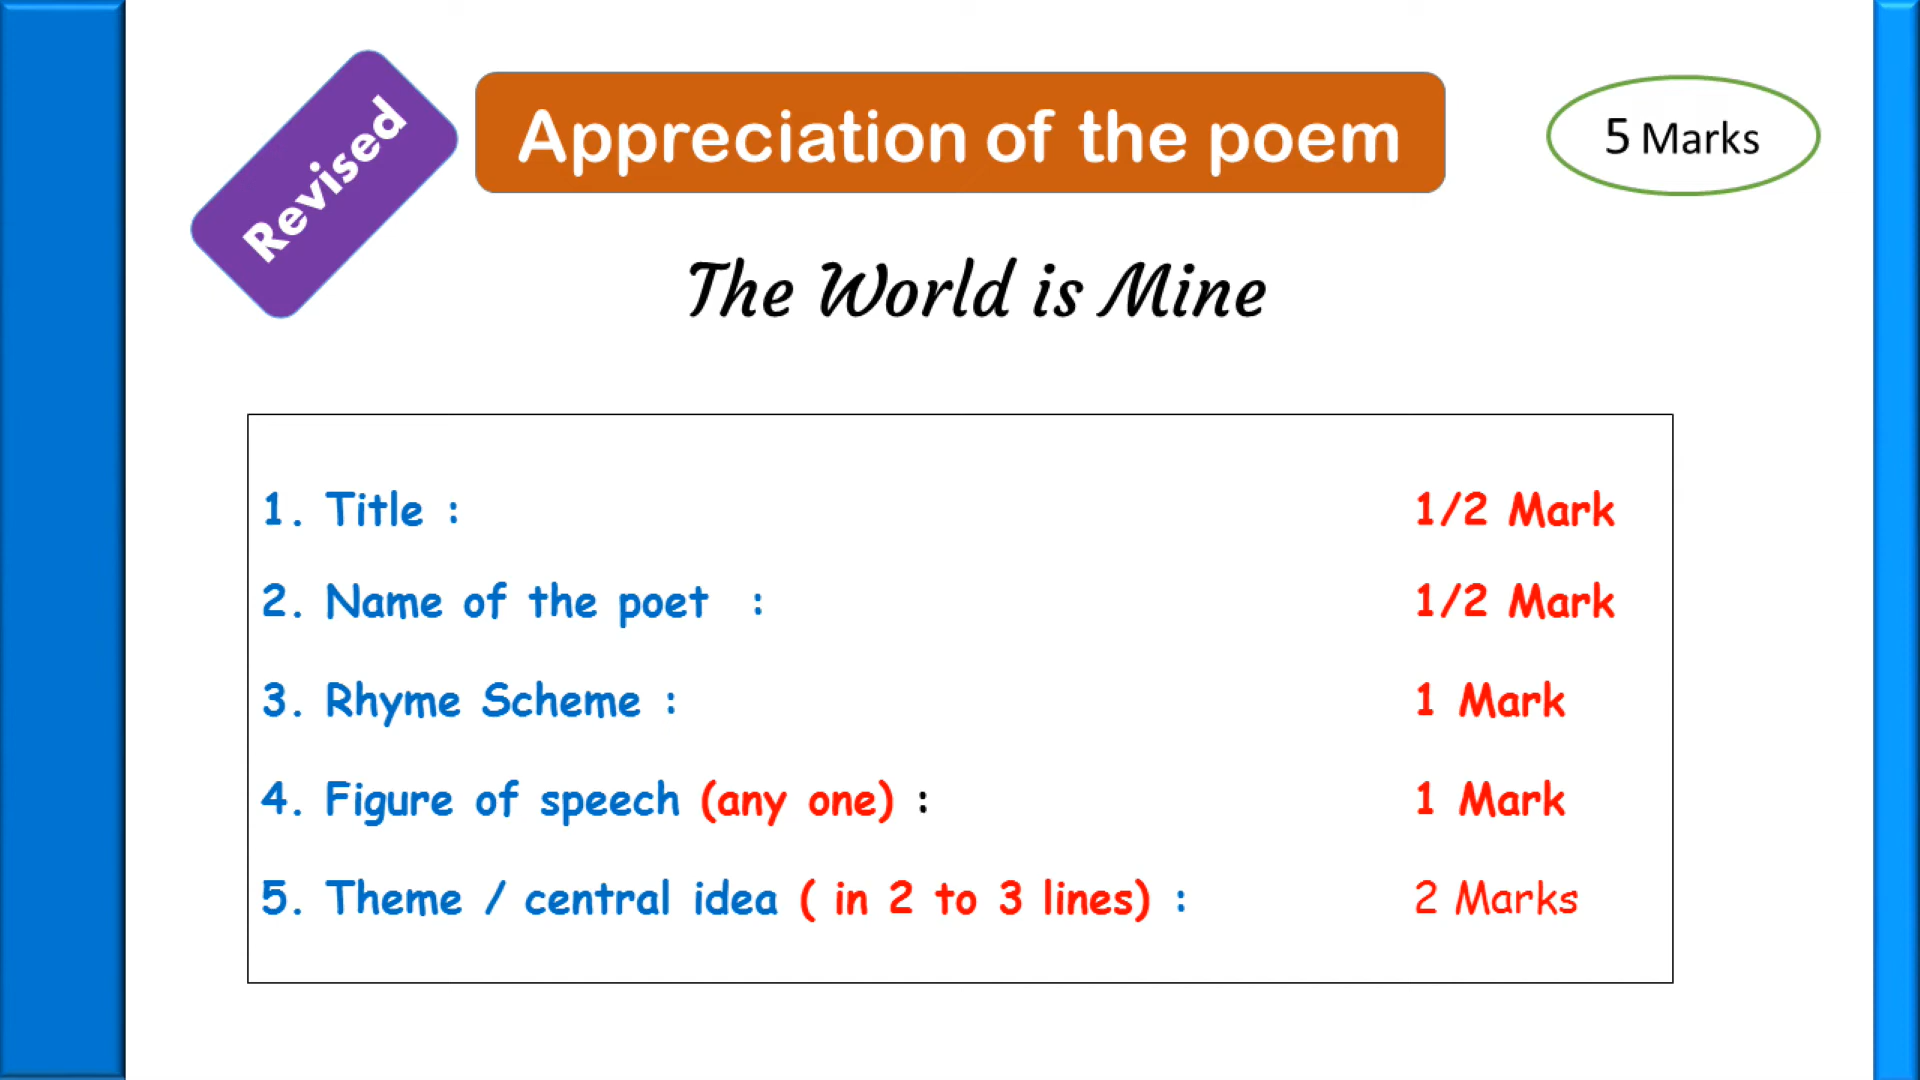 Revised
Appreciation of the poem
5 Marks
The World is Mine
1. Title : 1/2 Mark
2. Name of the poet : 1/2 Mark
3. Rhyme Scheme : 1 Mark
4. Figure of speech (any one) : 1 Mark
5. Theme / central idea ( in 2 to 3 lines) : 2 Marks